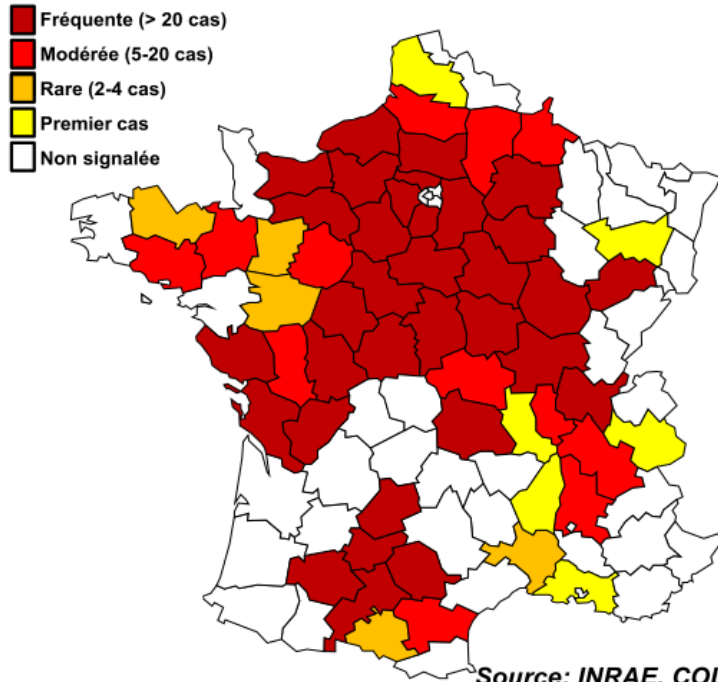 Fréquente (> 20 cas)
Modérée (5-20 cas)
Rare (2-4 cas)
Premier cas
Non signalée
Source: INRAE,